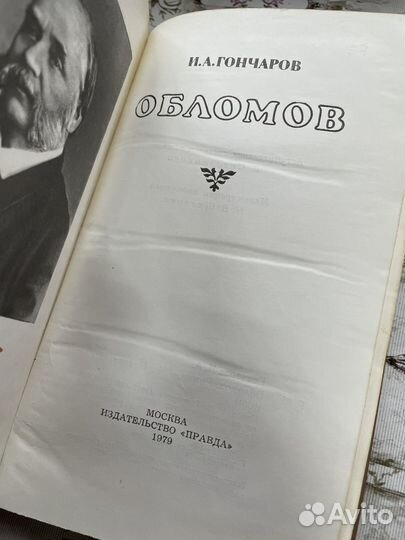 И.А.ГОНЧАРОВ
ОБЛОМОВ
МОСКВА
ИЗДАТЕЛЬСТВО «ПРАВДА»
1979
Avito